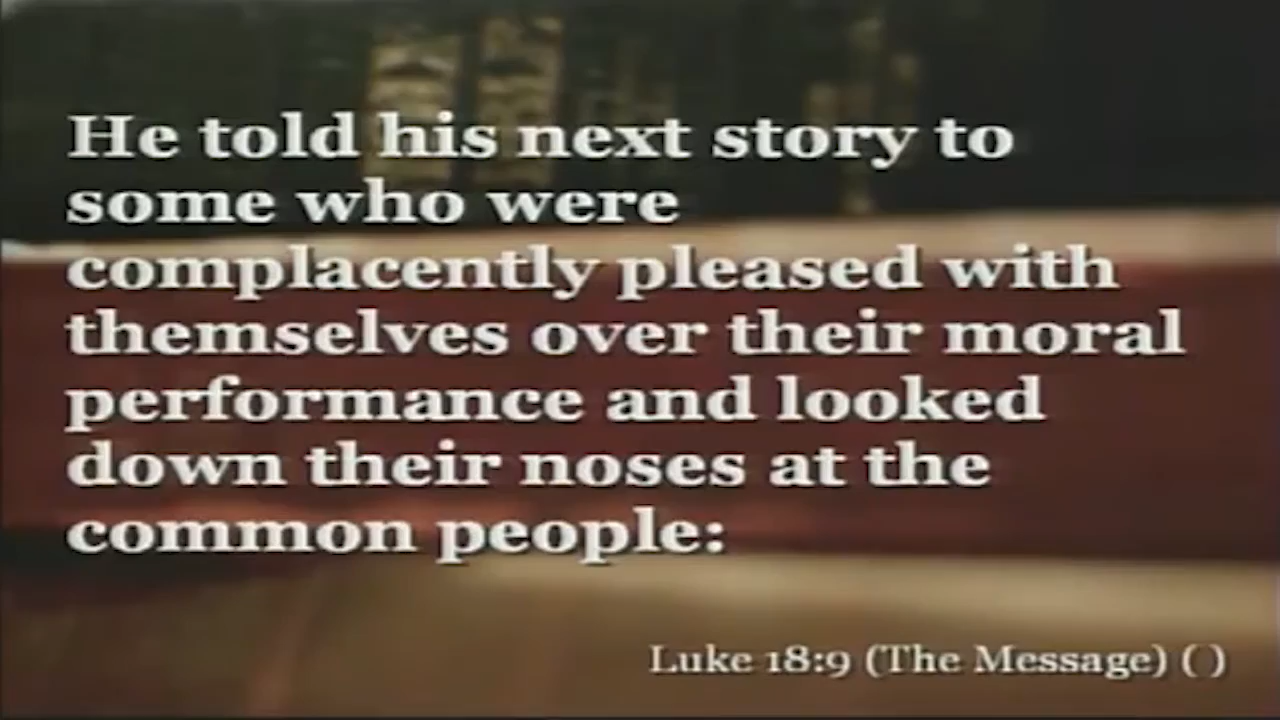 He told his next story to
some who were
complacently pleased with
themselves over their moral
performance and looked
down their noses at the
common people:
Luke 18:9 (The Message) ( )